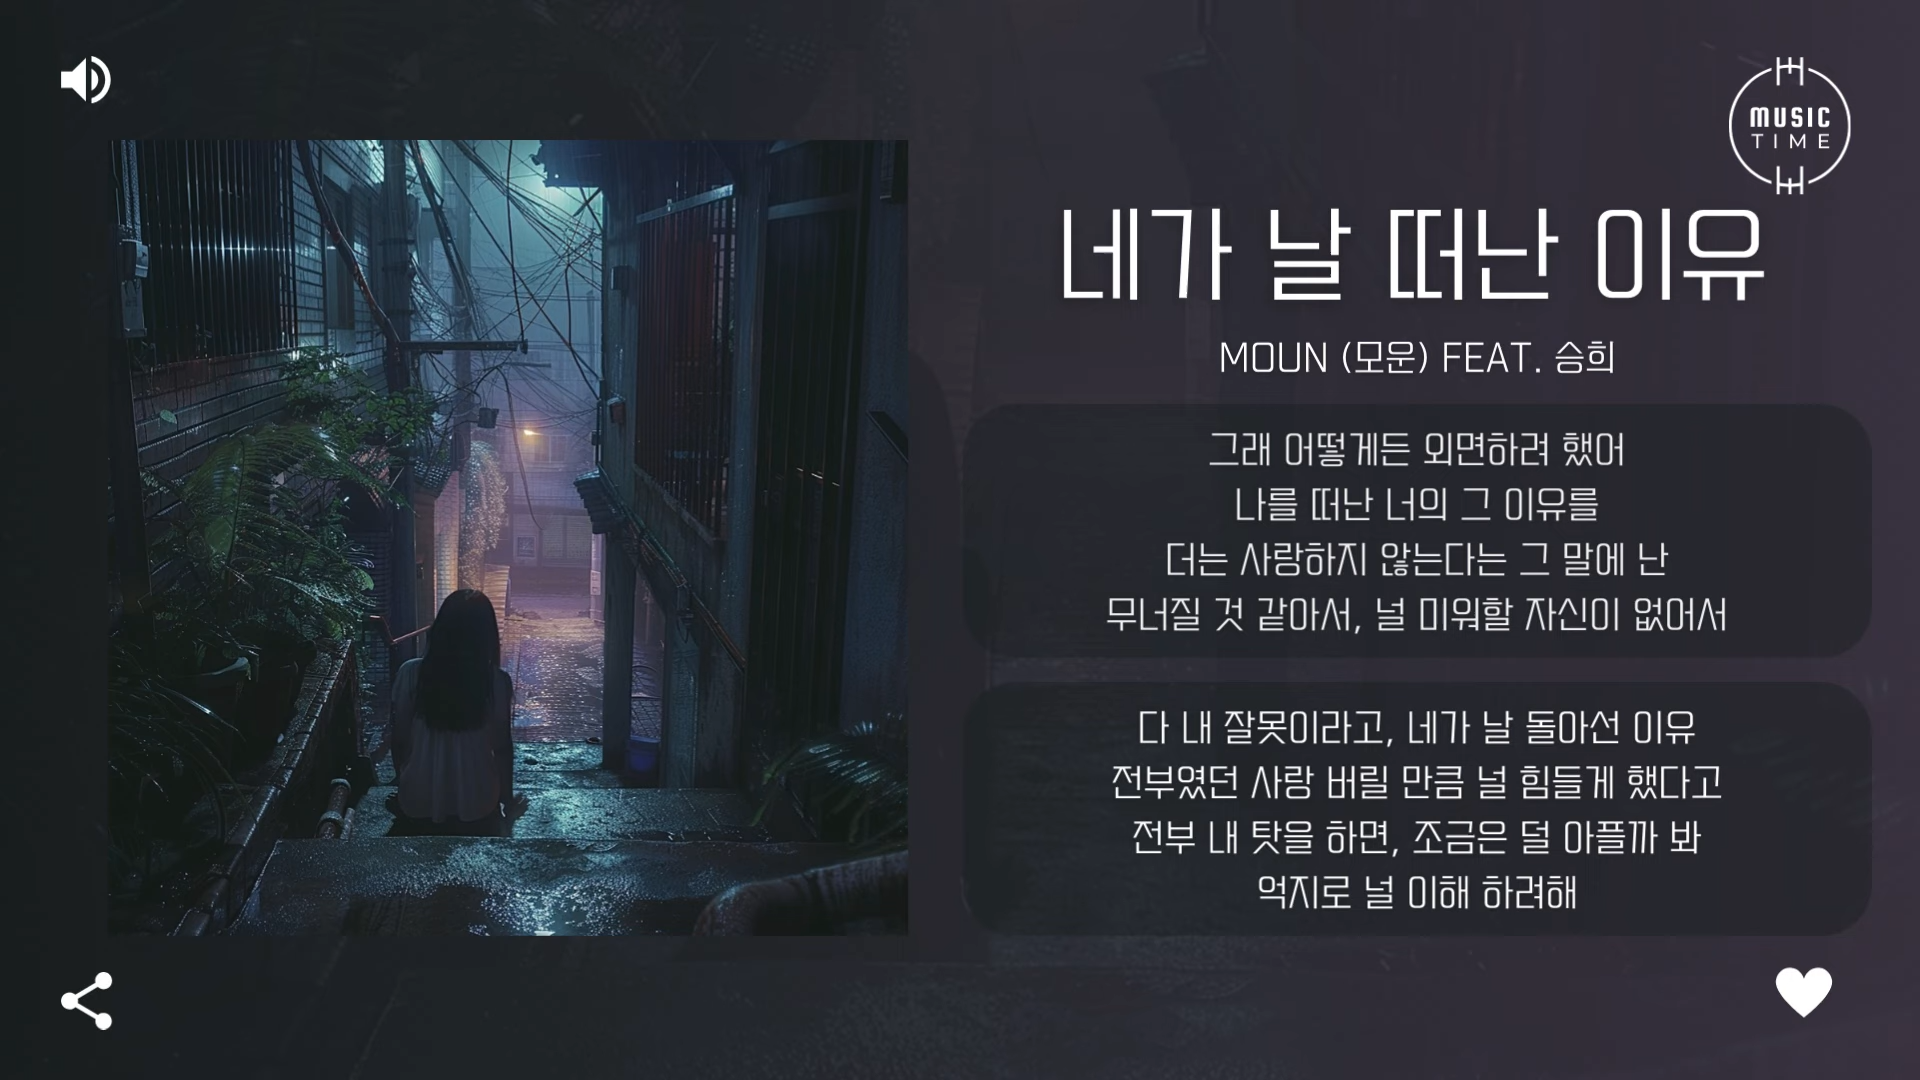 MUSIC
TIME
네가 날 떠난 이유
MOUN (모운) FEAT. 승희
그래 어떻게든 외면하려 했어
나를 떠난 너의 그 이유를
더는 사랑하지 않는다는 그 말에 난
무너질 것 같아서, 널 미워할 자신이 없어서
다 내 잘못이라고, 네가 날 돌아선 이유
전부였던 사랑 버릴 만큼 널 힘들게 했다고
전부 내 탓을 하면, 조금은 덜 아플까 봐
억지로 널 이해 하려해